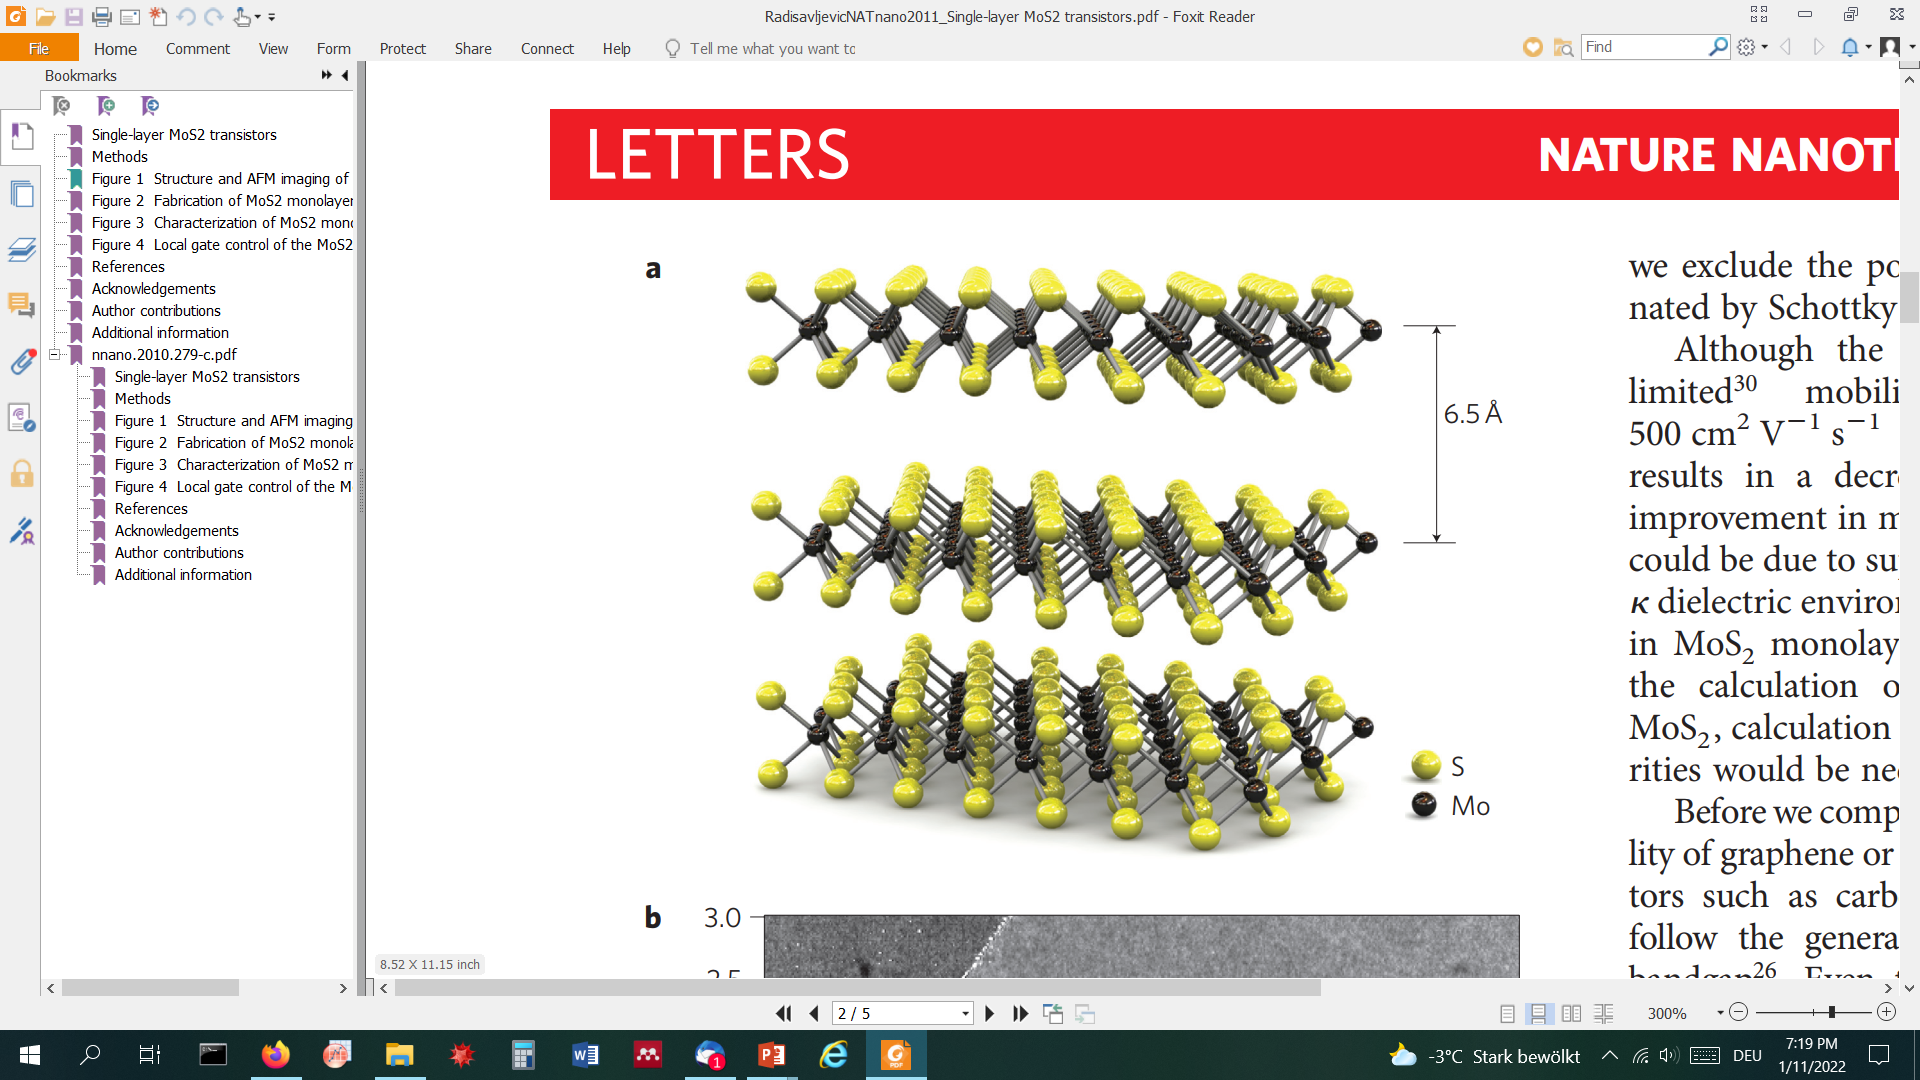 RadisavljevicNATnano2011_Single-layer MoS2 transistors.pdf - Foxit Reader
File Home Comment View Form Protect Share Connect Help Tell me what you want to
Find
Bookmarks
Single-layer MoS2 transistors
Methods
Figure 1 Structure and AFM imaging of
Figure 2 Fabrication of MoS2 monolayer
Figure 3 Characterization of MoS2 mono
Figure 4 Local gate control of the MoS2
References
Acknowledgements
Author contributions
Additional information
nnano.2010.279-c.pdf
Single-layer MoS2 transistors
Methods
Figure 1 Structure and AFM imaging
Figure 2 Fabrication of MoS2 monola
Figure 3 Characterization of MoS2 m
Figure 4 Local gate control of the M
References
Acknowledgements
Author contributions
Additional information
LETTERS
NATURE NANOT
a
6.5 Å
S
Mo
b
3.0
2.5
we exclude the po
nated by Schottky
Although the
limited³⁰ mobili
500 cm² V⁻¹ s⁻¹
results in a decr
improvement in m
could be due to su
κ dielectric enviro
in MoS₂ monolay
the calculation o
MoS₂, calculation
rities would be ne
Before we comp
lity of graphene or
tors such as carb
follow the genera
bandgap²⁶. Even
8.52 X 11.15 inch
2 / 5
300%
-3°C Stark bewölkt
DEU
7:19 PM
1/11/2022